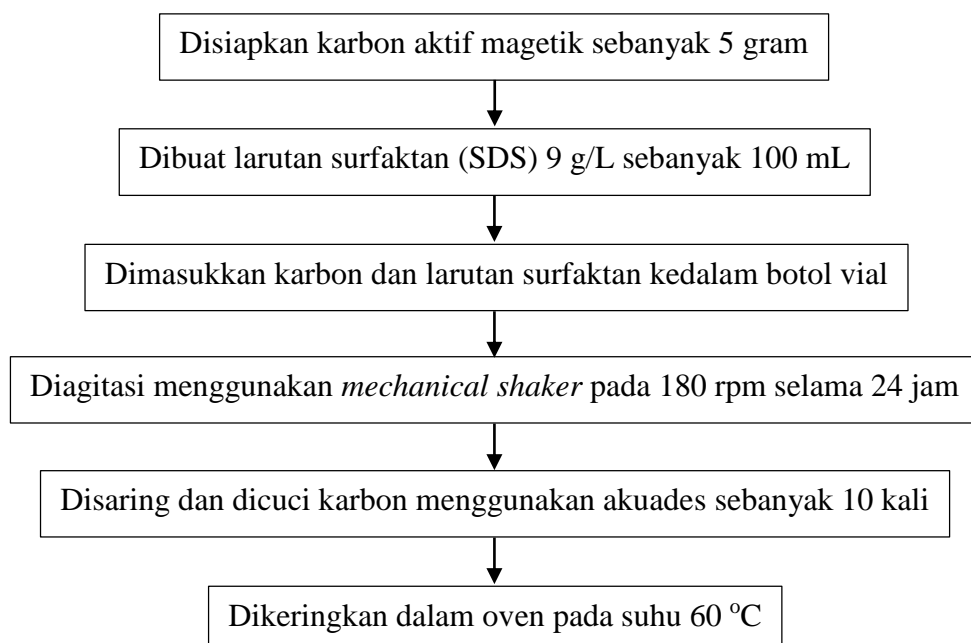 Disiapkan karbon aktif magetik sebanyak 5 gram
Dibuat larutan surfaktan (SDS) 9 g/L sebanyak 100 mL
Dimasukkan karbon dan larutan surfaktan kedalam botol vial
Diagitasi menggunakan mechanical shaker pada 180 rpm selama 24 jam
Disaring dan dicuci karbon menggunakan akuades sebanyak 10 kali
Dikeringkan dalam oven pada suhu 60 °C